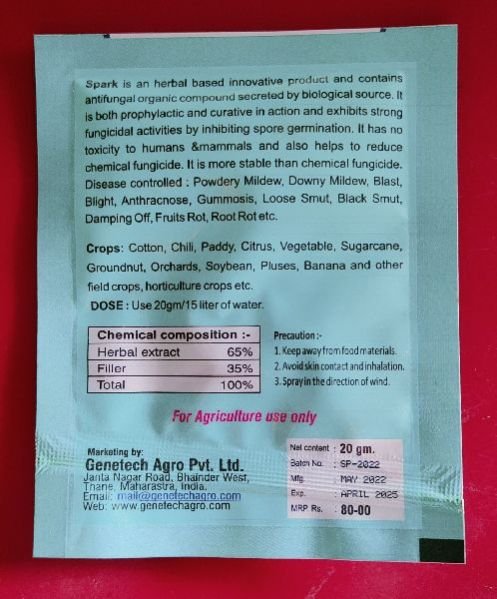 Spark is an herbal based innovative product and contains
antifungal organic compound secreted by biological source. It
is both prophylactic and curative in action and exhibits strong
fungicidal activities by inhibiting spore germination. It has no
toxicity to humans &mammals and also helps to reduce
chemical fungicide. It is more stable than chemical fungicide.
Disease controlled : Powdery Mildew, Downy Mildew, Blast,
Blight, Anthracnose, Gummosis, Loose Smut, Black Smut,
Damping Off, Fruits Rot, Root Rot etc.
Crops: Cotton, Chili, Paddy, Citrus, Vegetable, Sugarcane,
Groundnut, Orchards, Soybean, Pluses, Banana and other
field crops, horticulture crops etc.
DOSE : Use 20gm/15 liter of water.
Chemical composition :-
Herbal extract 65%
Filler 35%
Total 100%
Precaution :-
1. Keep away from food materials.
2. Avoid skin contact and inhalation.
3. Spray in the direction of wind.
For Agriculture use only
Marketing by:
Genetech Agro Pvt. Ltd.
Janta Nagar Road, Bhainder West,
Thane, Maharastra, India.
Email: mail@genetechagro.com
Web: www.genetechagro.com
Net content : 20 gm.
Batch No. : SP-2022
Mfg. : MAY 2022
Exp. : APRIL 2025
MRP Rs. : 80-00